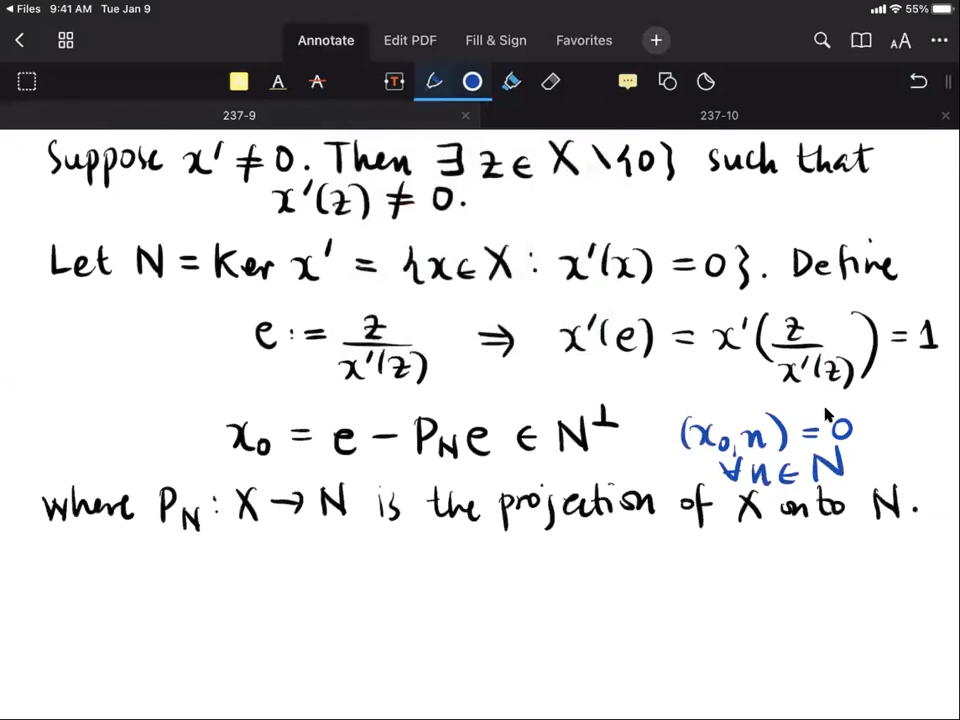 Files 9:41 AM Tue Jan 9 55%
Annotate Edit PDF Fill & Sign Favorites
A A T
237-9 237-10
Suppose x' ≠ 0. Then ∃ z ∈ X \ {0} such that
x'(z) ≠ 0.
Let N = Ker x' = {x ∈ X : x'(x) = 0}. Define
e := z / x'(z) ⇒ x'(e) = x'(z / x'(z)) = 1
x₀ = e − P_N e ∈ N^⊥ (x₀, n) = 0
∀ n ∈ N
where P_N : X → N is the projection of X onto N.